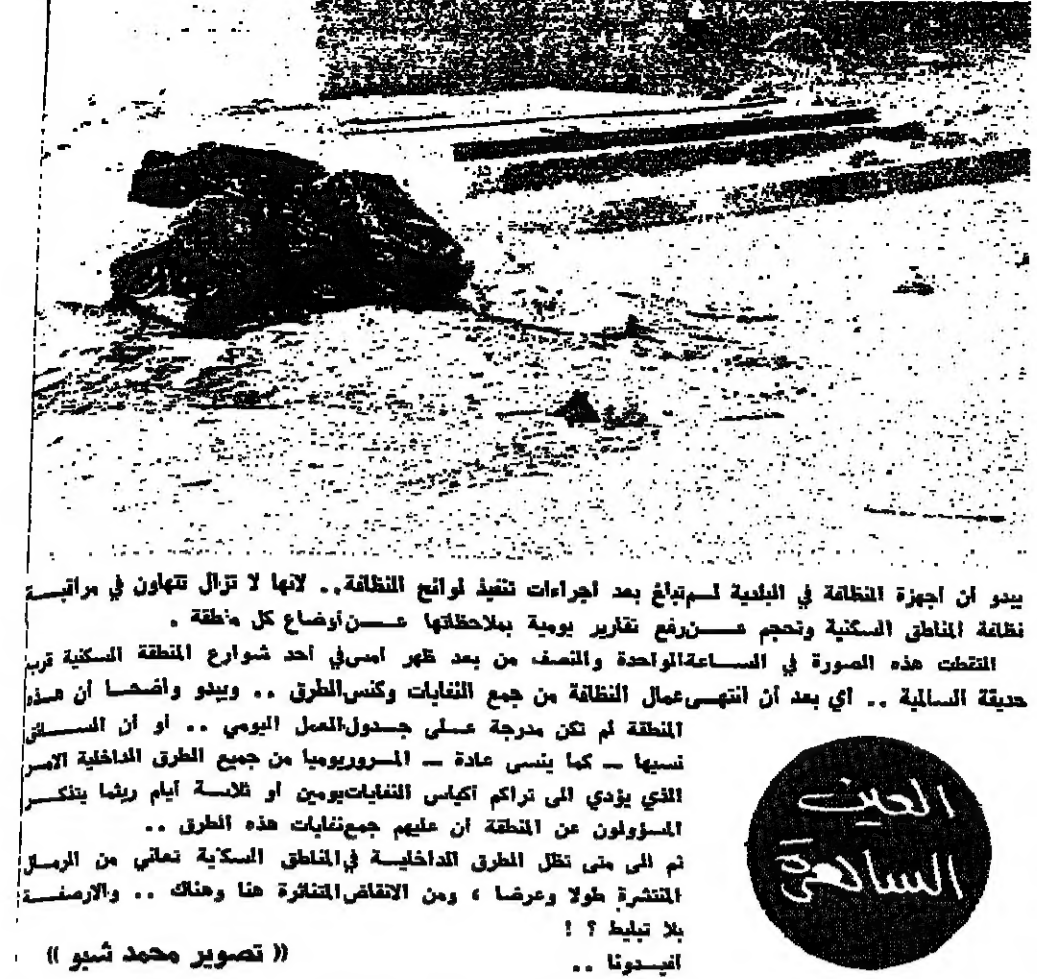 يبدو أن اجهزة النظافة في البلدية لم تبلغ بعد اجراءات تنفيذ لوائح النظافة.. لانها لا تزال تتهاون في مراقبة
نظافة المناطق السكنية وتحجم عن رفع تقارير يومية بملاحظاتها عن أوضاع كل منطقة .
التقطت هذه الصورة في الساعة الواحدة والنصف من بعد ظهر امس في أحد شوارع المنطقة السكنية قرب
حديقة السالمية .. أي بعد أن انتهى عمال النظافة من جمع النفايات وكنس الطرق .. ويبدو واضحا أن هذه
المنطقة لم تكن مدرجة على جدول العمل اليومي .. أو أن السائق
نسيها ــ كما ينسى عادة ــ المرور يوميا من جميع الطرق الداخلية الامر
الذي يؤدي الى تراكم أكياس النفايات يومين أو ثلاثة أيام ريثما يتذكر
المسؤولون عن المنطقة أن عليهم جمع نفايات هذه الطرق ..
ثم الى متى تظل الطرق الداخلية في المناطق السكنية تعاني من الرمال
المنتشرة طولا وعرضا ، ومن الانقاض المتناثرة هنا وهناك .. والارصفة
بلا تبليط ؟ !
افيدونا ..
(( تصوير محمد شبو ))
العين
الساهرة